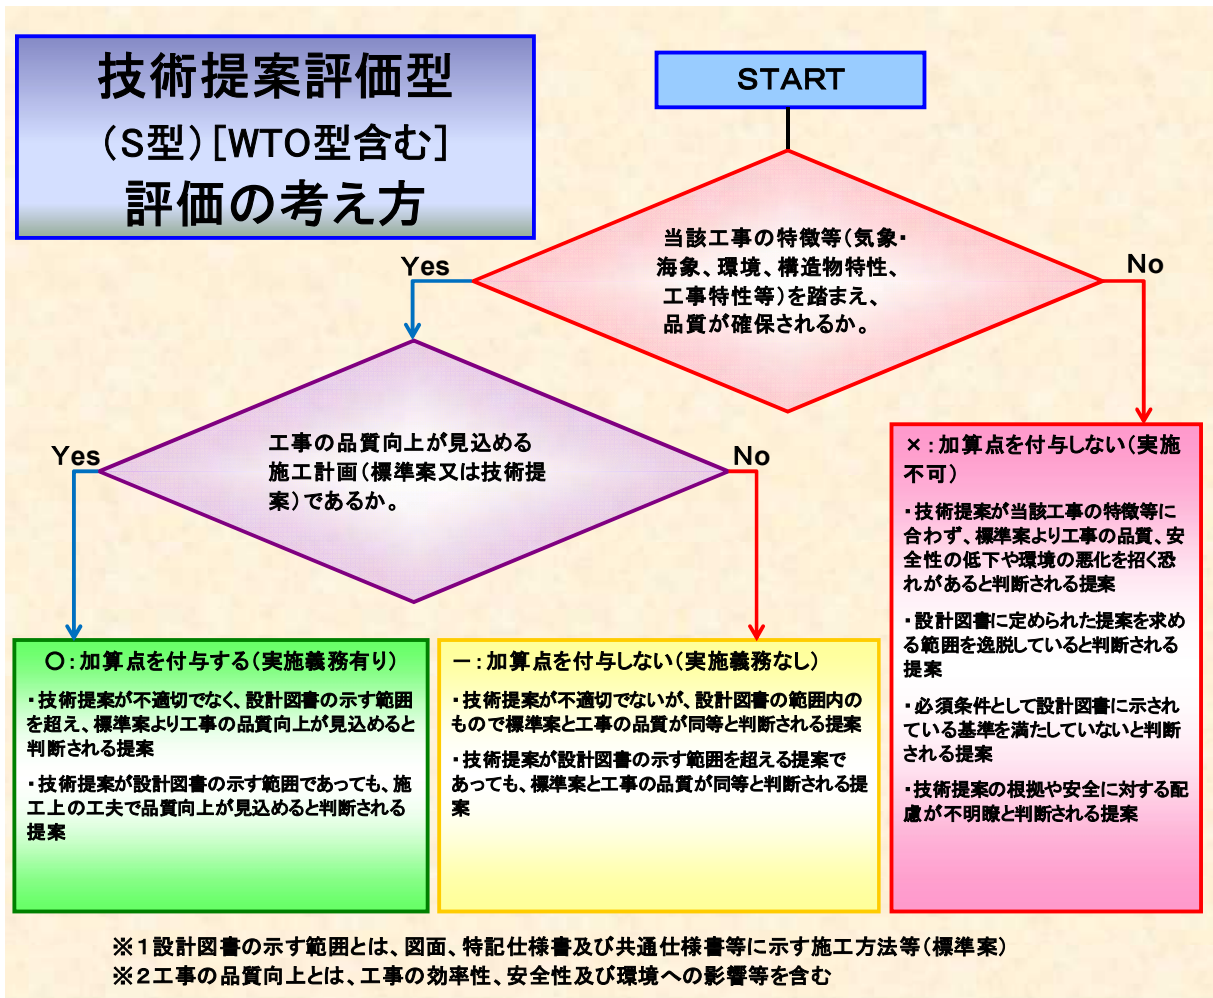 技術提案評価型
（S型）[WTO型含む]
評価の考え方
START
当該工事の特徴等（気象・
海象、環境、構造物特性、
工事特性等）を踏まえ、
品質が確保されるか。
Yes
No
工事の品質向上が見込める
施工計画（標準案又は技術提
案）であるか。
Yes
No
×：加算点を付与しない（実施
不可）
・技術提案が当該工事の特徴等に
合わず、標準案より工事の品質、安
全性の低下や環境の悪化を招く恐
れがあると判断される提案
・設計図書に定められた提案を求め
る範囲を逸脱していると判断される
提案
・必須条件として設計図書に示され
ている基準を満たしていないと判断
される提案
・技術提案の根拠や安全に対する配
慮が不明瞭と判断される提案
○：加算点を付与する（実施義務有り）
・技術提案が不適切でなく、設計図書の示す範囲
を超え、標準案より工事の品質向上が見込めると
判断される提案
・技術提案が設計図書の示す範囲であっても、施
工上の工夫で品質向上が見込めると判断される
提案
－：加算点を付与しない（実施義務なし）
・技術提案が不適切でないが、設計図書の範囲内の
もので標準案と工事の品質が同等と判断される提案
・技術提案が設計図書の示す範囲を超える提案で
あっても、標準案と工事の品質が同等と判断される提
案
※１設計図書の示す範囲とは、図面、特記仕様書及び共通仕様書等に示す施工方法等（標準案）
※２工事の品質向上とは、工事の効率性、安全性及び環境への影響等を含む